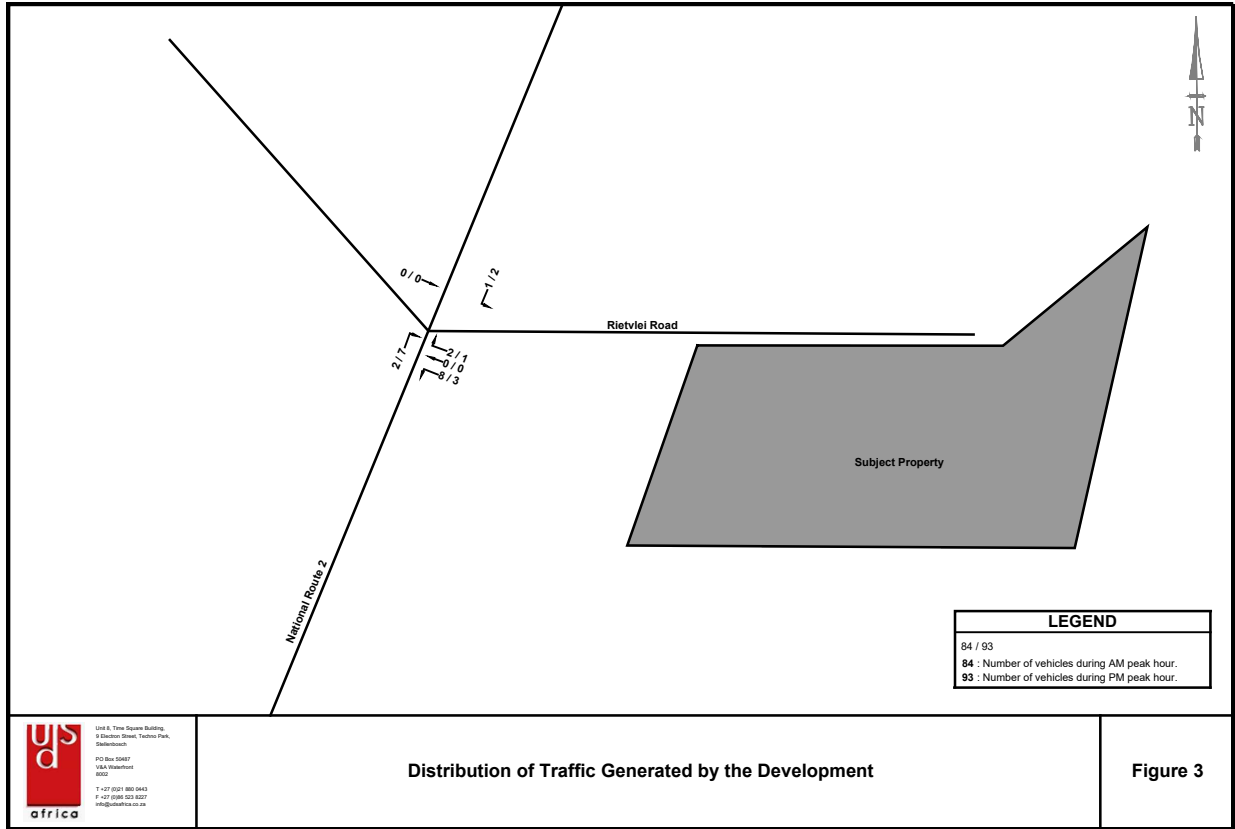 N
0 / 0
1 / 2
Rietvlei Road
2 / 7
2 / 1
0 / 0
8 / 3
Subject Property
National Route 2
LEGEND
84 / 93
84 : Number of vehicles during AM peak hour.
93 : Number of vehicles during PM peak hour.
uds
africa
Unit 8, Time Square Building,
9 Electron Street, Techno Park,
Stellenbosch
PO Box 50487
V&A Waterfront
8002
T +27 (0)21 880 0443
F +27 (0)86 523 8227
info@udsafrica.co.za
Distribution of Traffic Generated by the Development
Figure 3